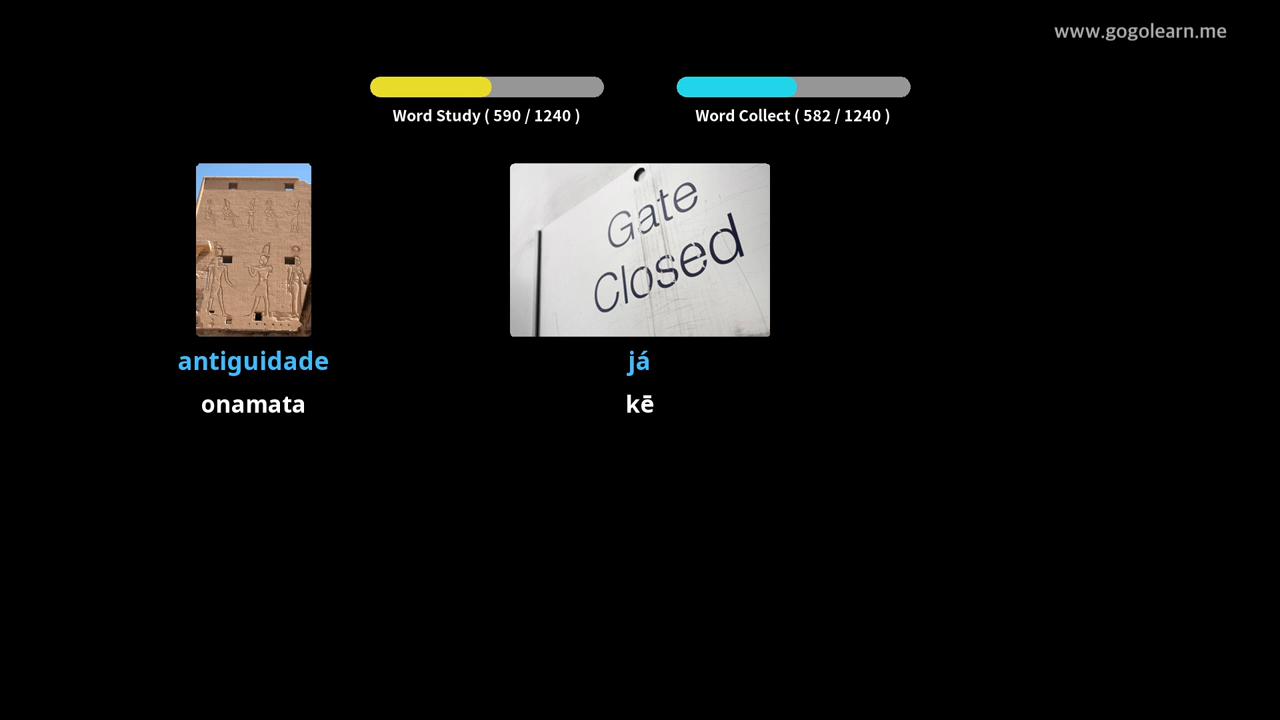 www.gogolearn.me
Word Study ( 590 / 1240 )
Word Collect ( 582 / 1240 )
Gate
Closed
antiguidade
já
onamata
kē